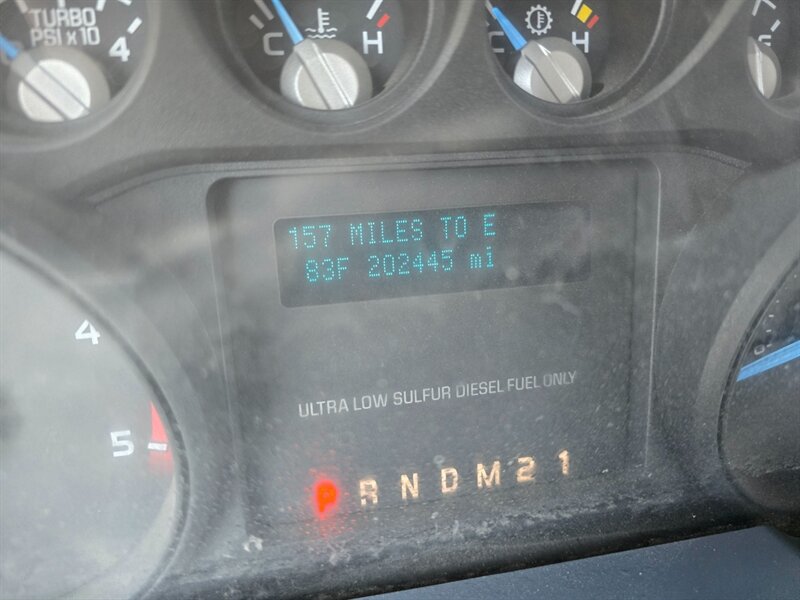 TURBO
PSI x 10
4
C H
C H
157 MILES TO E
83F 202445 mi
4
ULTRA LOW SULFUR DIESEL FUEL ONLY
5
P R N D M 2 1